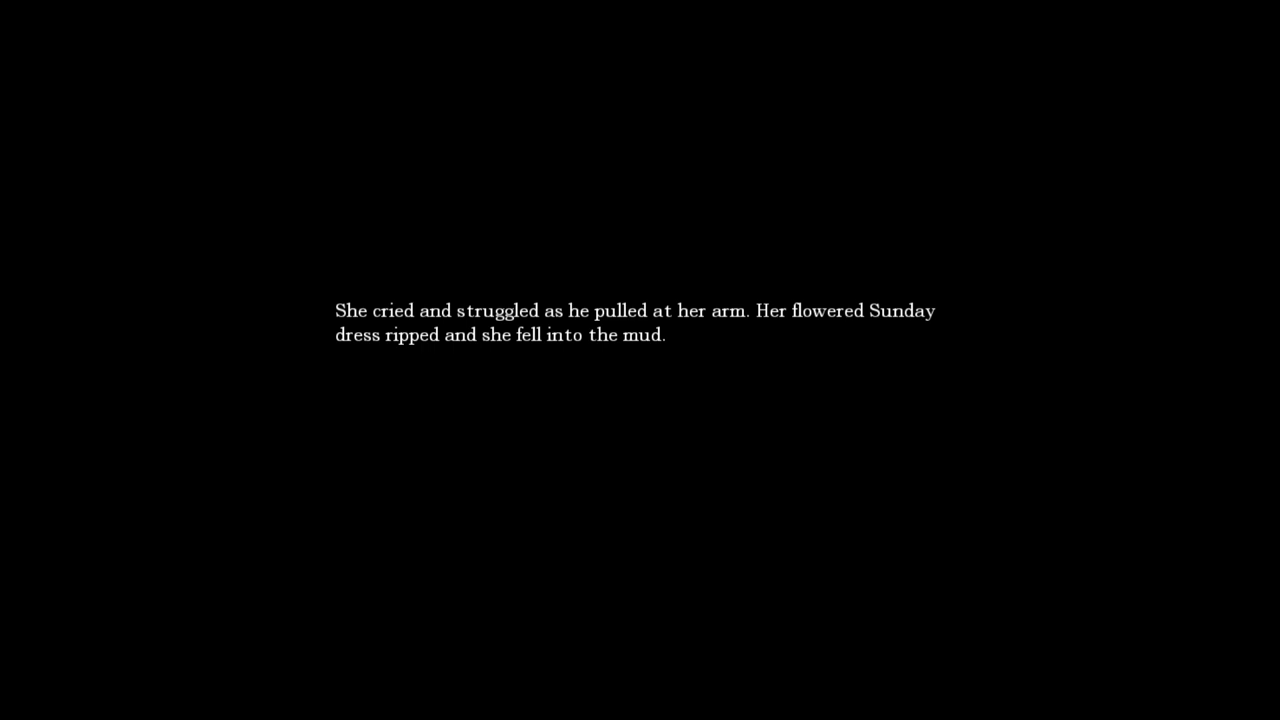 She cried and struggled as he pulled at her arm. Her flowered Sunday
dress ripped and she fell into the mud.